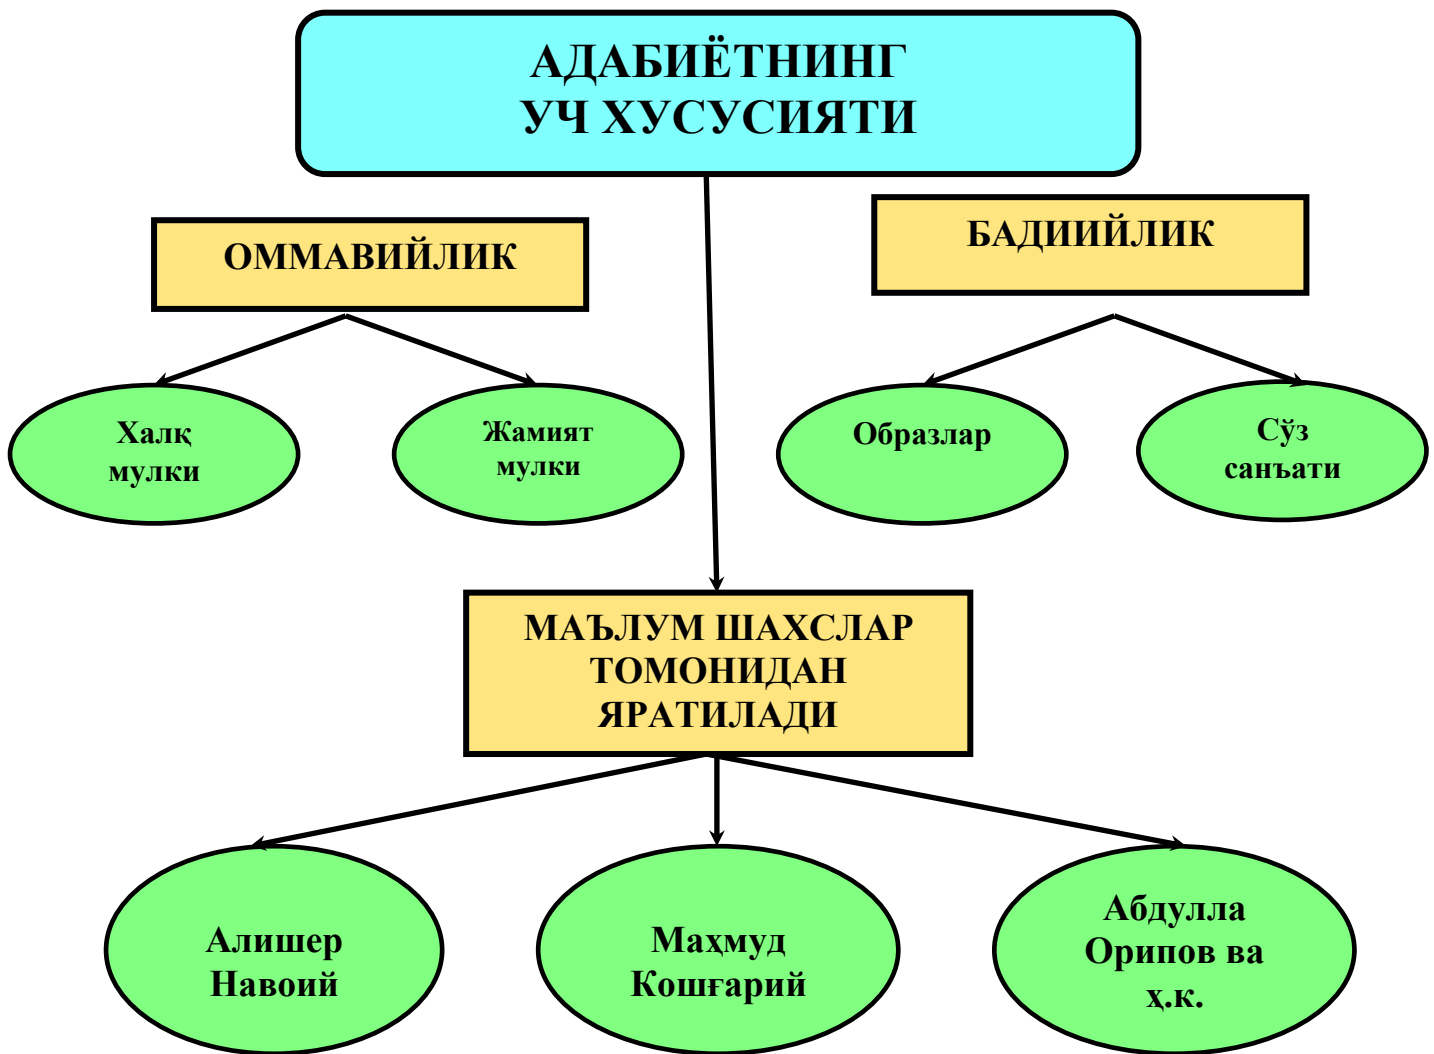 АДАБИЁТНИНГ
УЧ ХУСУСИЯТИ
ОММАВИЙЛИК
БАДИИЙЛИК
Халқ
мулки
Жамият
мулки
Образлар
Сўз
санъати
МАЪЛУМ ШАХСЛАР
ТОМОНИДАН
ЯРАТИЛАДИ
Алишер
Навоий
Маҳмуд
Кошғарий
Абдулла
Орипов ва
ҳ.к.